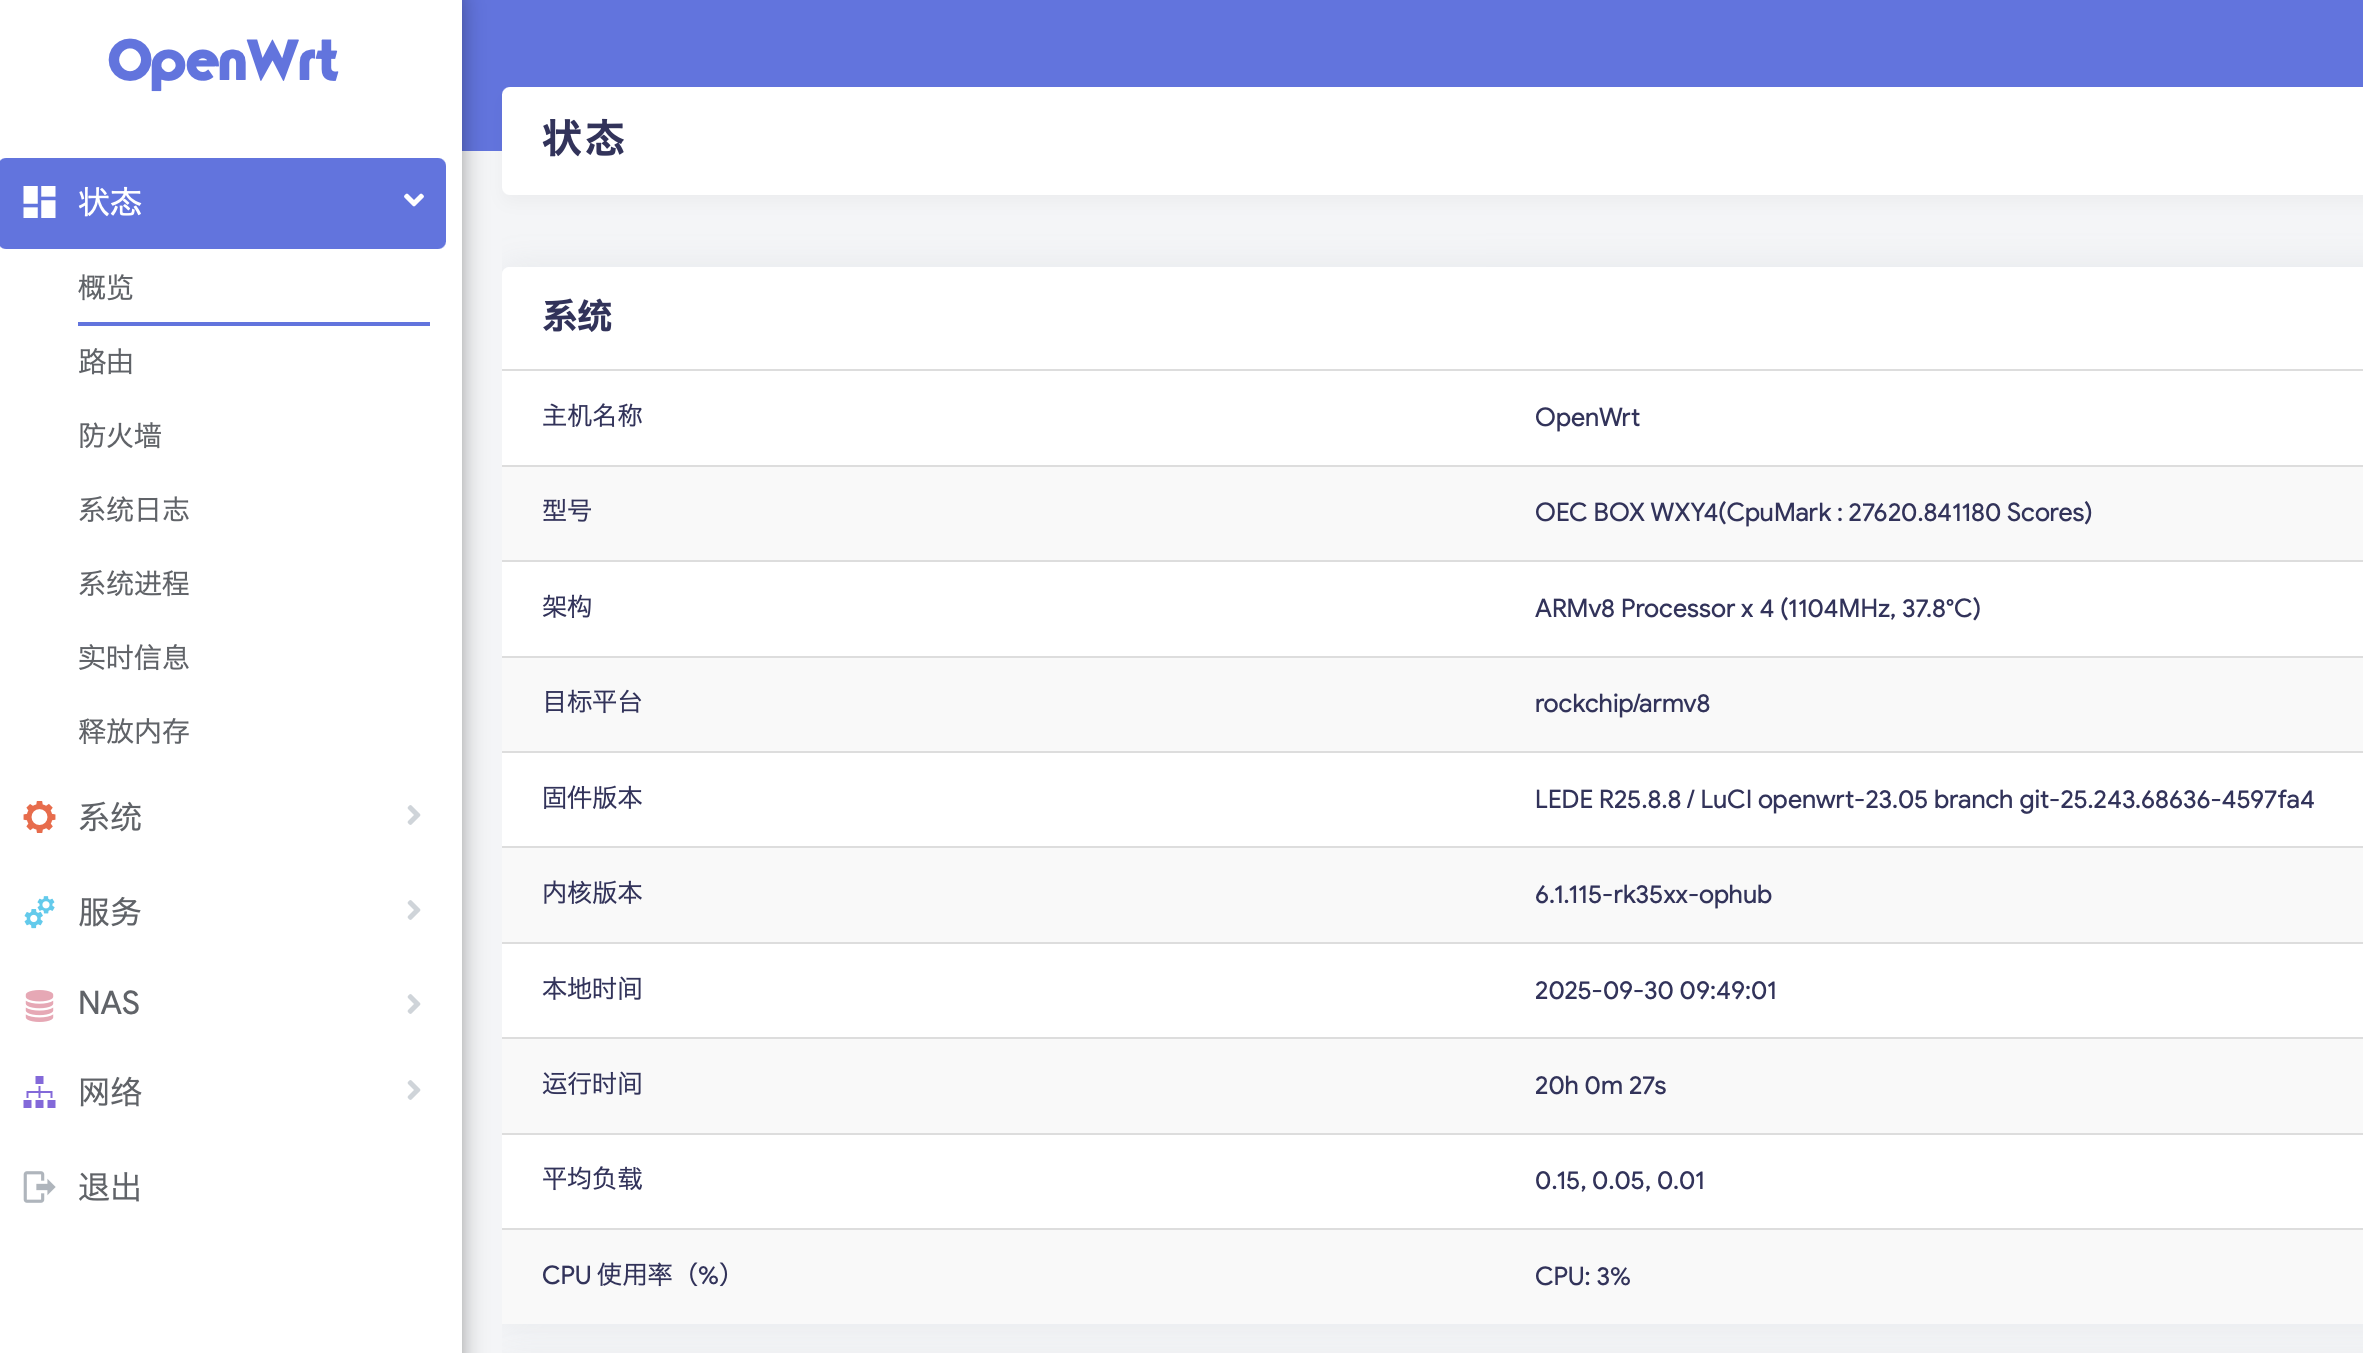 OpenWrt
状态
概览
路由
防火墙
系统日志
系统进程
实时信息
释放内存
系统
服务
NAS
网络
退出
状态
系统
主机名称 OpenWrt
型号 OEC BOX WXY4(CpuMark : 27620.841180 Scores)
架构 ARMv8 Processor x 4 (1104MHz, 37.8°C)
目标平台 rockchip/armv8
固件版本 LEDE R25.8.8 / LuCI openwrt-23.05 branch git-25.243.68636-4597fa4
内核版本 6.1.115-rk35xx-ophub
本地时间 2025-09-30 09:49:01
运行时间 20h 0m 27s
平均负载 0.15, 0.05, 0.01
CPU 使用率（%） CPU: 3%